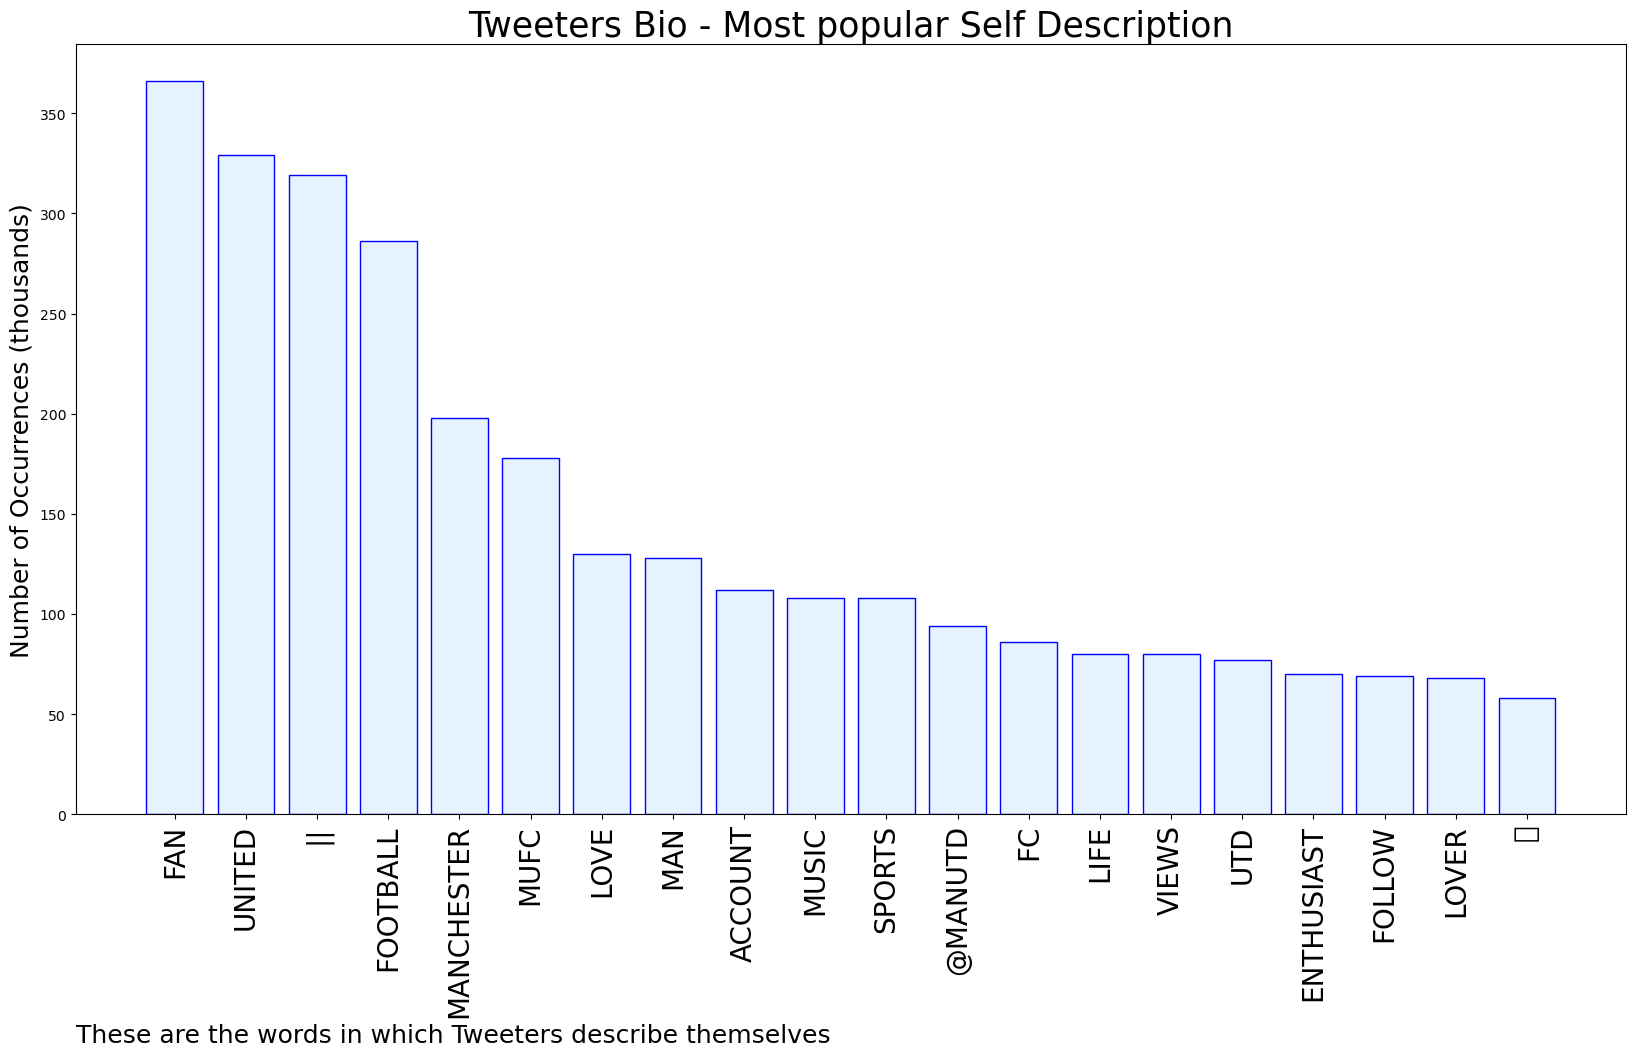 Tweeters Bio - Most popular Self Description
Number of Occurrences (thousands)
350
300
250
200
150
100
50
0
FAN
UNITED
||
FOOTBALL
MANCHESTER
MUFC
LOVE
MAN
ACCOUNT
MUSIC
SPORTS
@MANUTD
FC
LIFE
VIEWS
UTD
ENTHUSIAST
FOLLOW
LOVER
These are the words in which Tweeters describe themselves